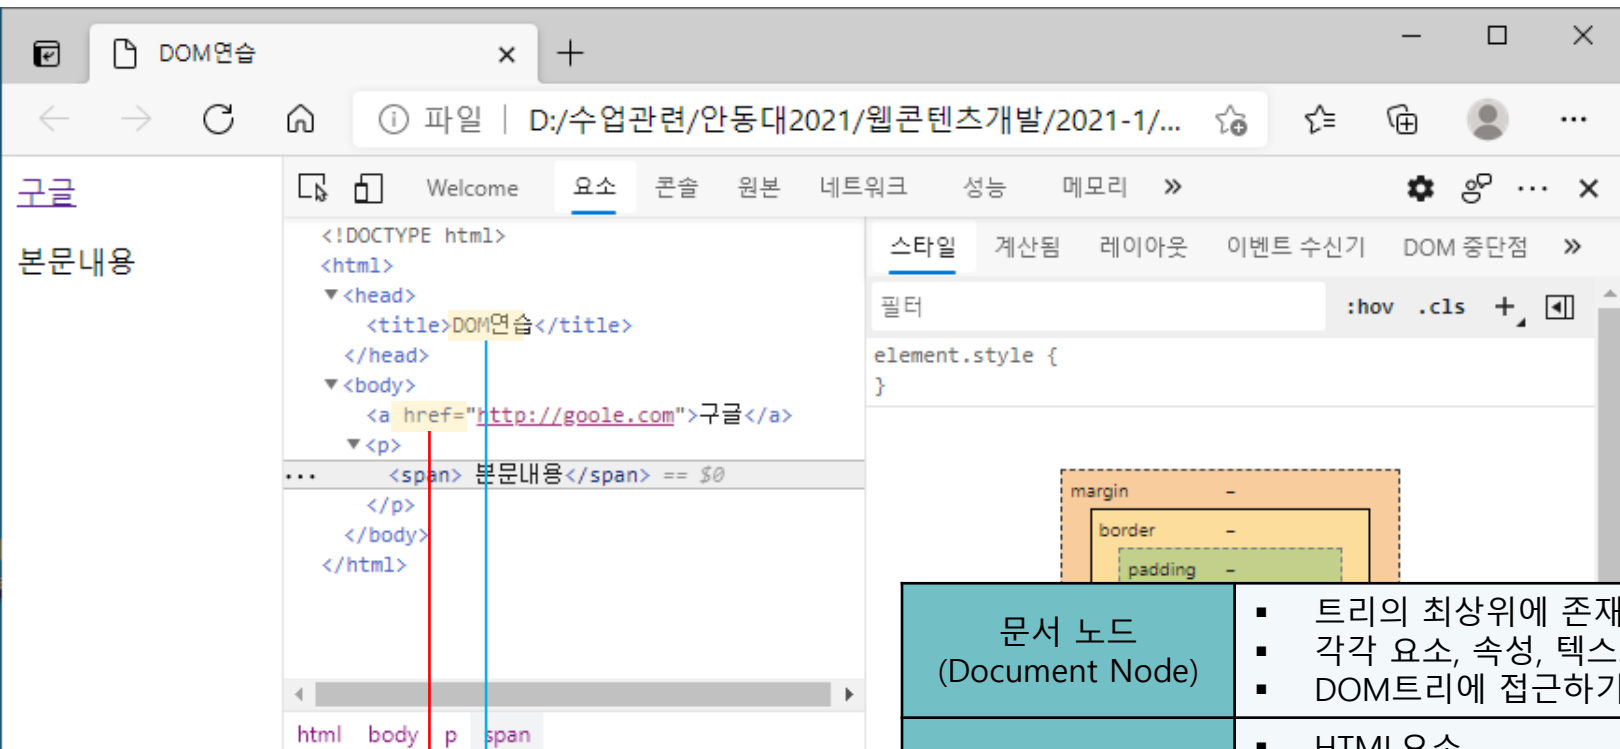 DOM연습
파일 | D:/수업관련/안동대2021/웹콘텐츠개발/2021-1/...
구글
본문내용
Welcome 요소 콘솔 원본 네트워크 성능 메모리 »
<!DOCTYPE html>
<html>
▼<head>
<title>DOM연습</title>
</head>
▼<body>
<a href="http://goole.com">구글</a>
▼<p>
... <span> 본문내용</span> == $0
</p>
</body>
</html>
html body p span
스타일 계산됨 레이아웃 이벤트 수신기 DOM 중단점 »
필터 :hov .cls +
element.style {
}
margin -
border -
padding -
문서 노드
(Document Node)
▪ 트리의 최상위에 존재
▪ 각각 요소, 속성, 텍스
▪ DOM트리에 접근하기
▪ HTML요소